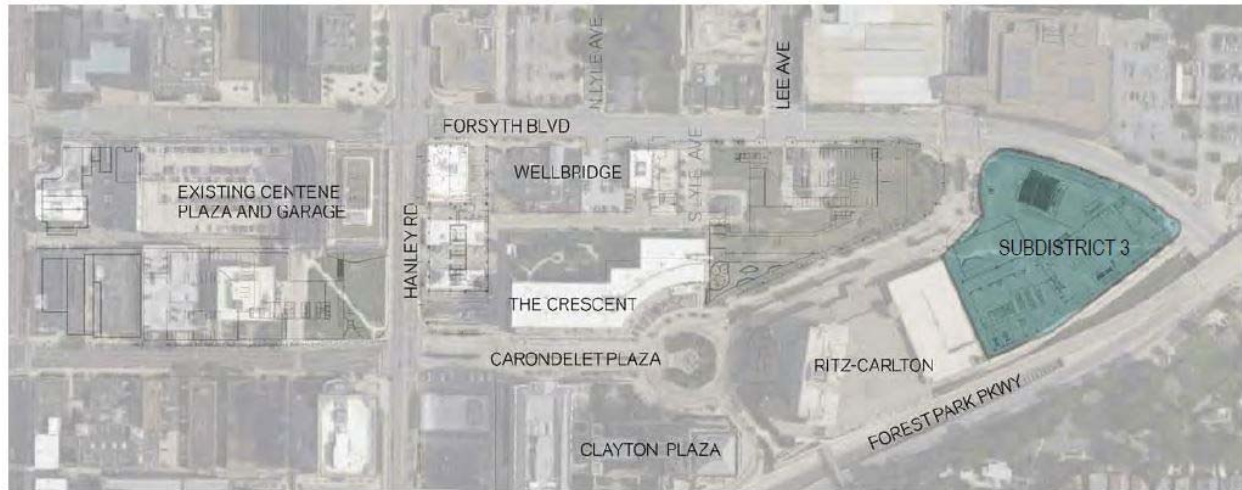 N LYLE AVE
LEE AVE
FORSYTH BLVD
WELLBRIDGE
S LYLE AVE
EXISTING CENTENE
PLAZA AND GARAGE
HANLEY RD
SUBDISTRICT 3
THE CRESCENT
CARONDELET PLAZA
RITZ-CARLTON
FOREST PARK PKWY
CLAYTON PLAZA